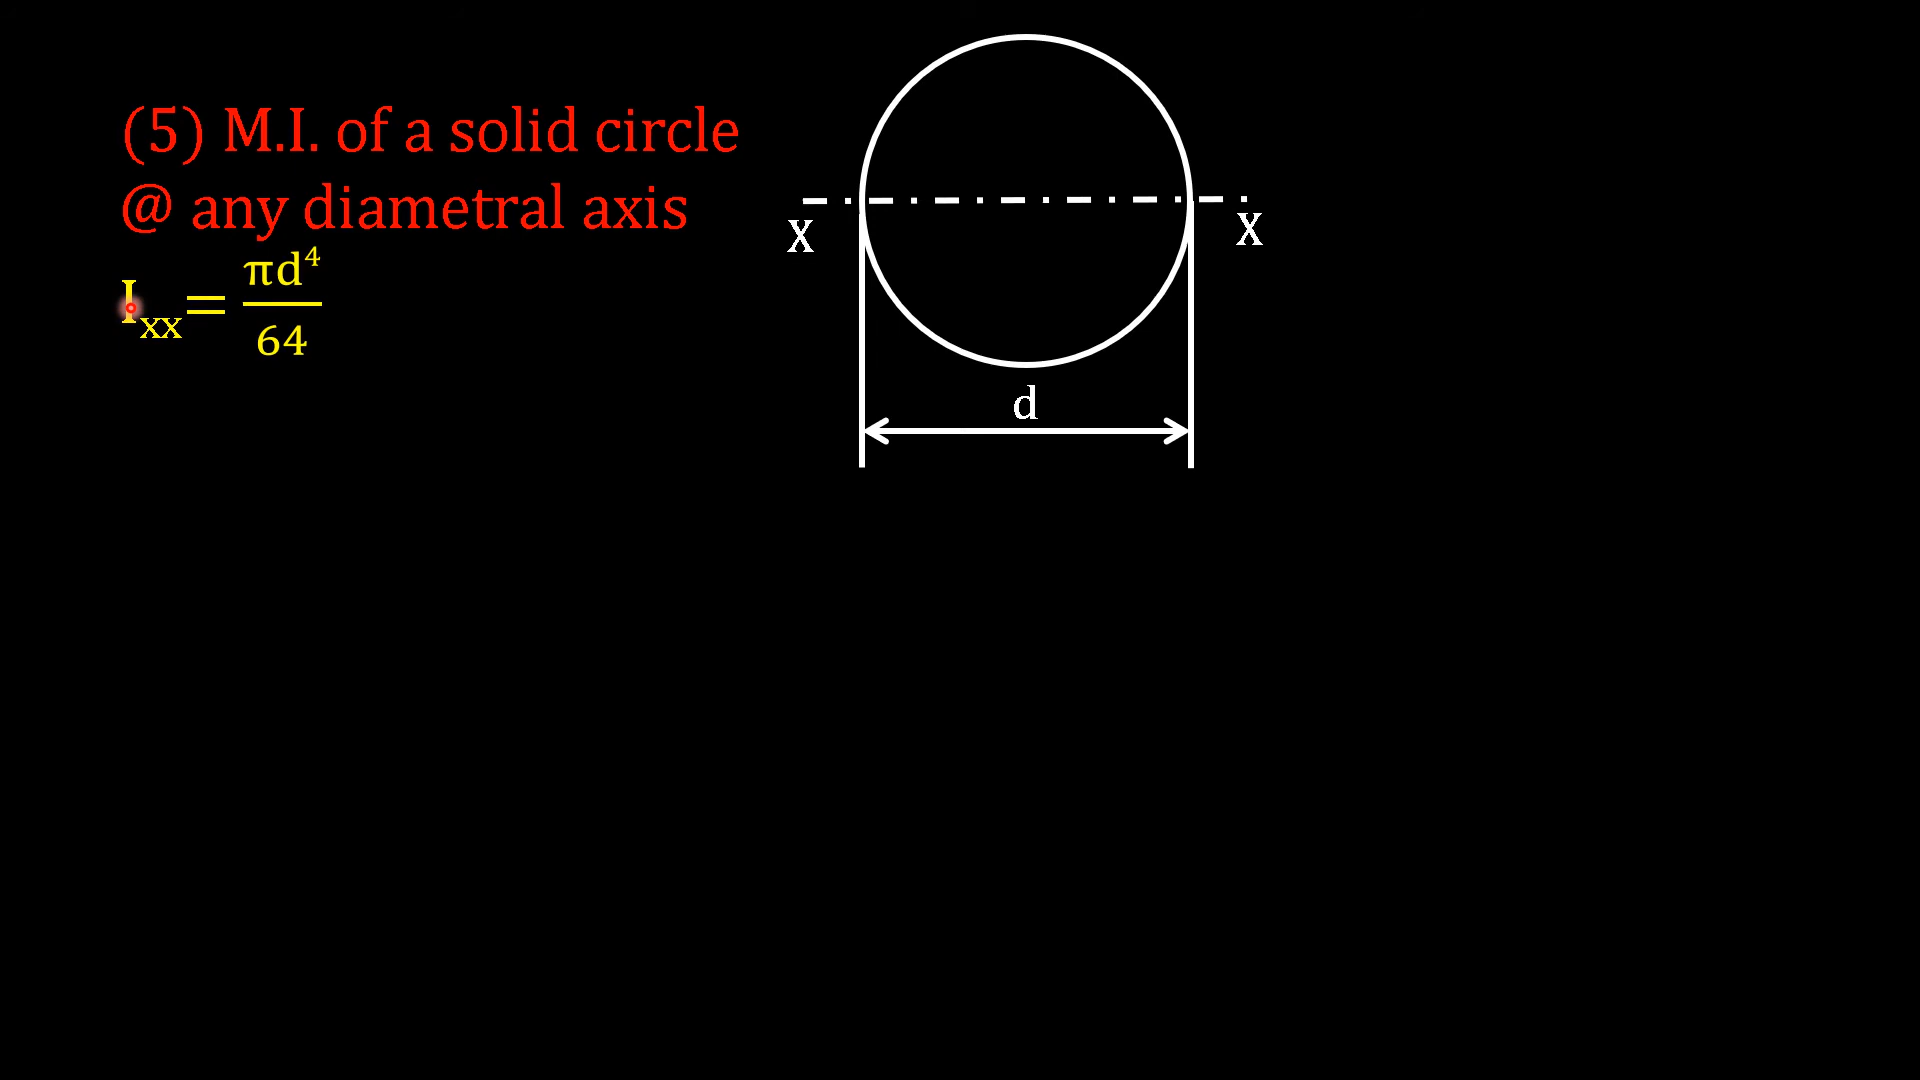 (5) M.I. of a solid circle
@ any diametral axis
Ixx= πd⁴/64
X X
d